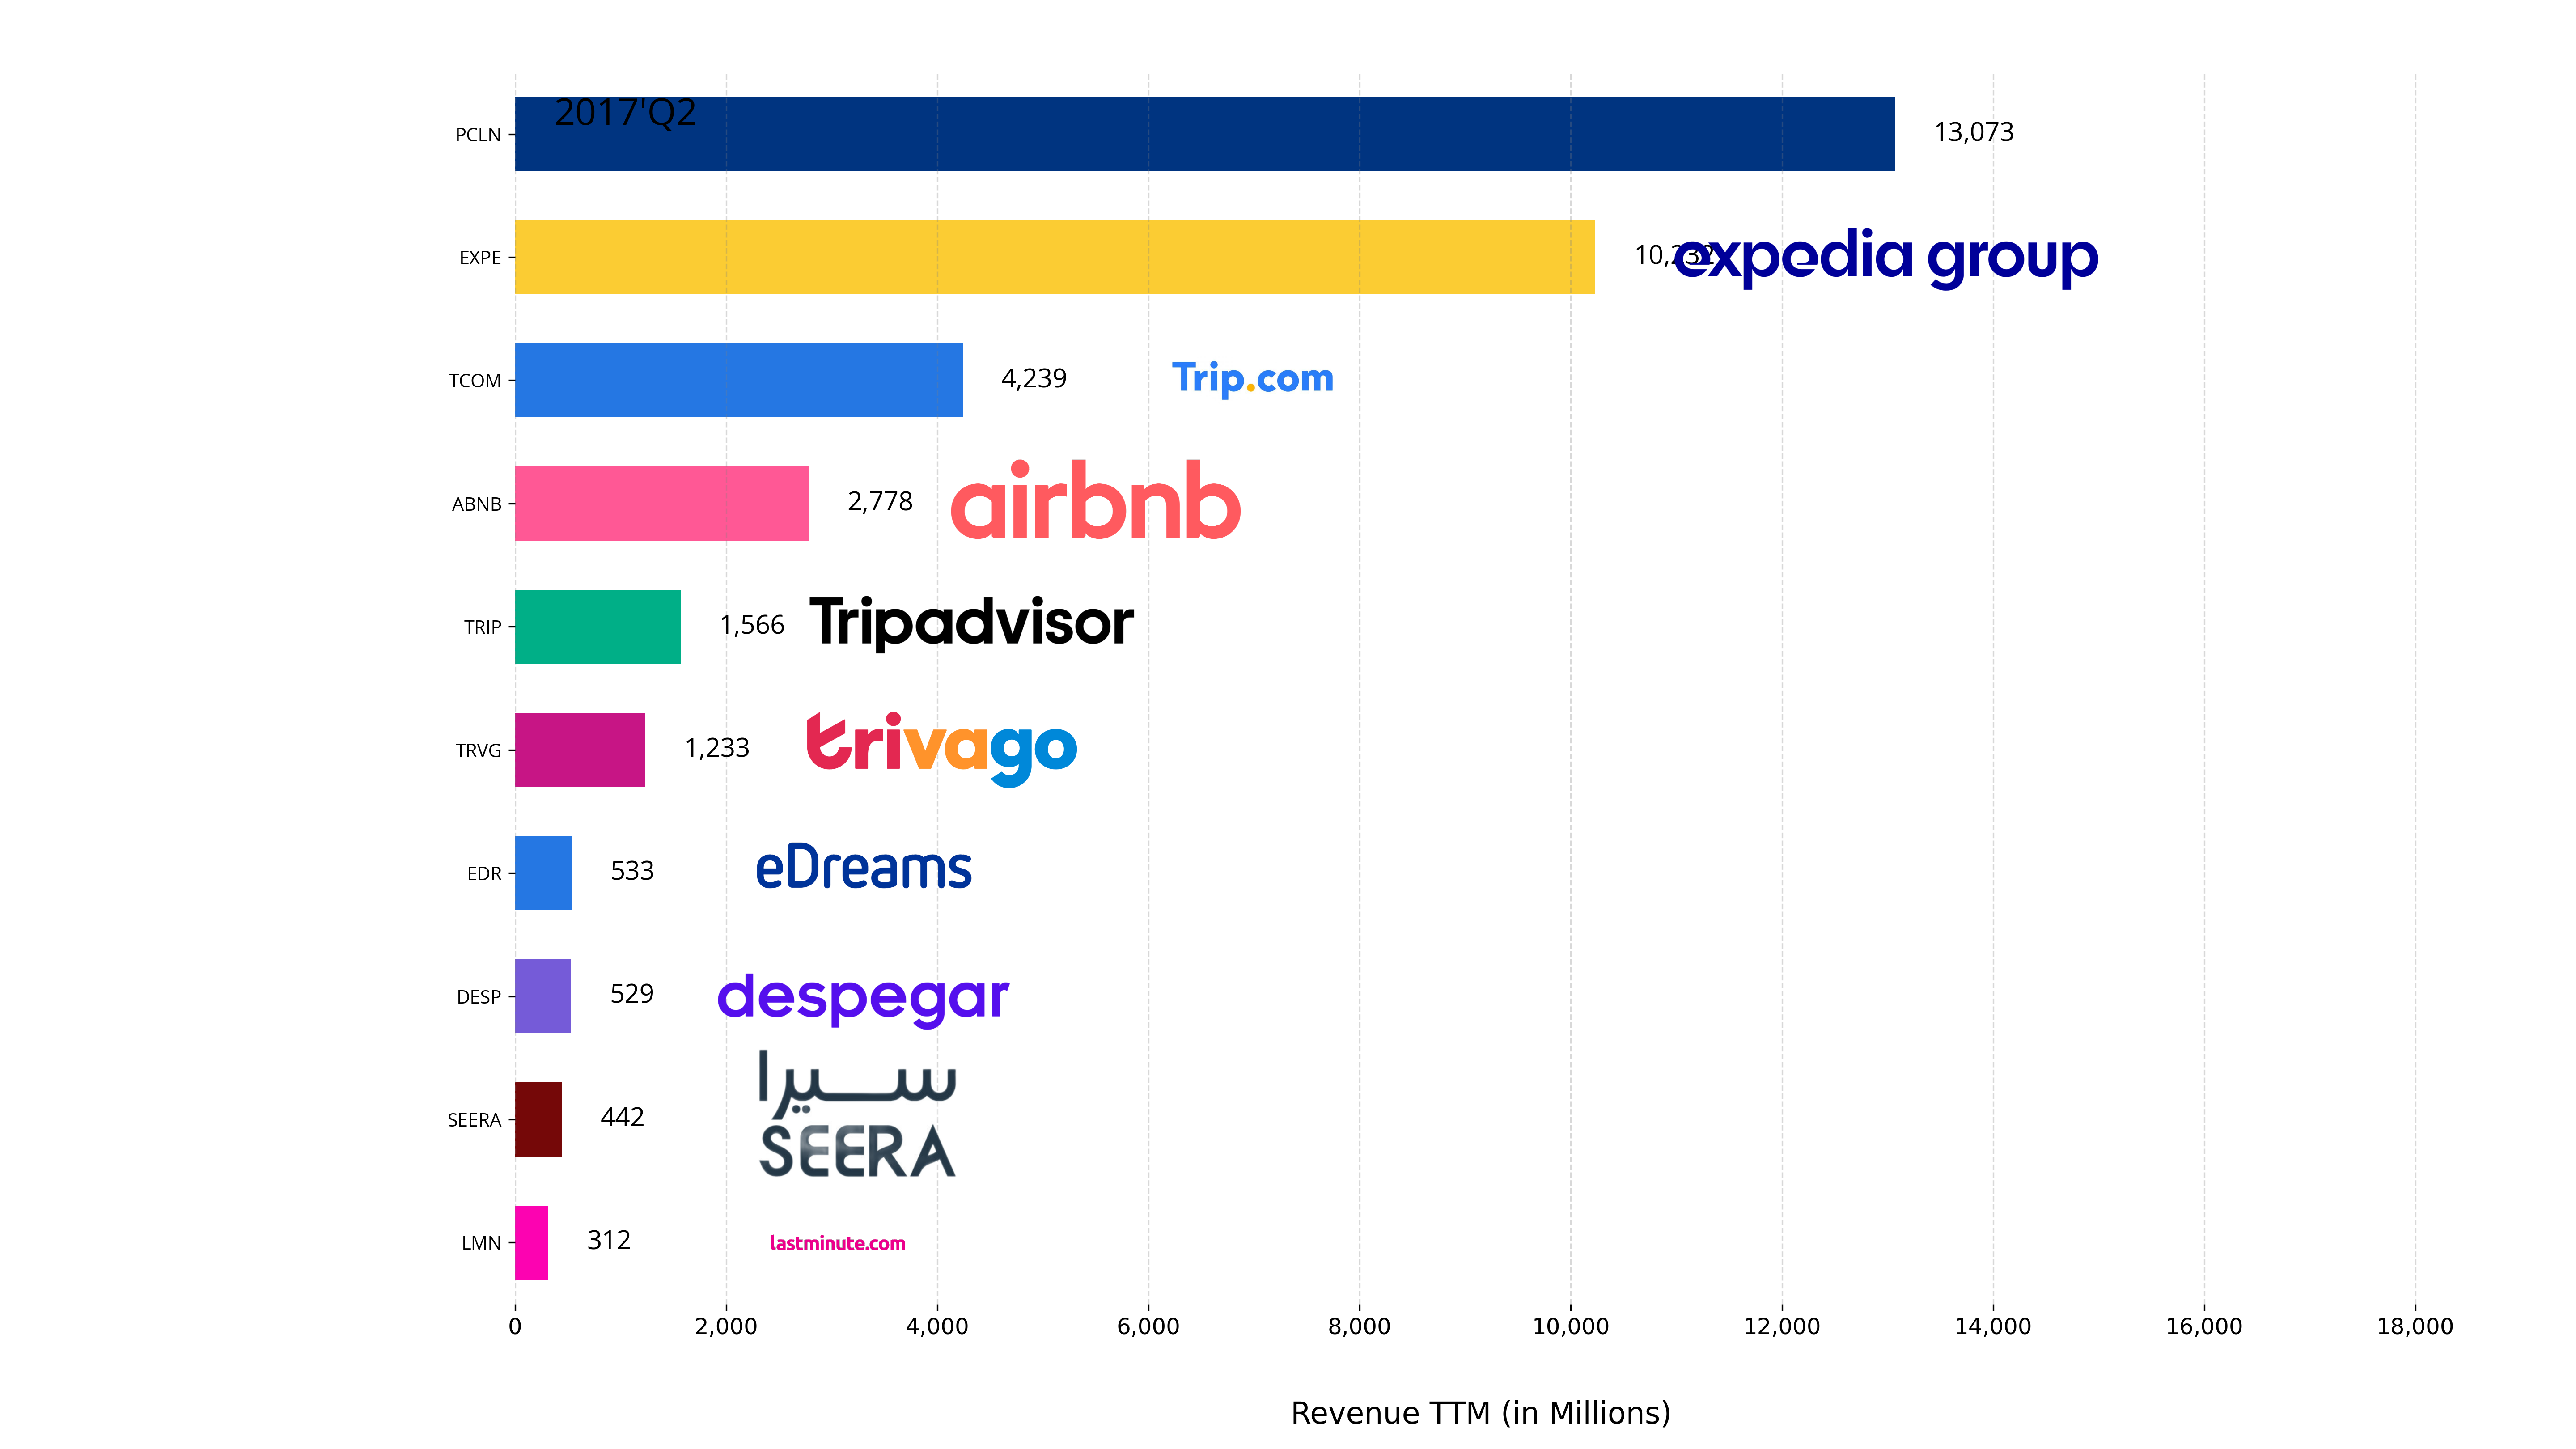 2017'Q2
PCLN 13,073
EXPE 10,232 expedia group
TCOM 4,239 Trip.com
ABNB 2,778 airbnb
TRIP 1,566 Tripadvisor
TRVG 1,233 trivago
EDR 533 eDreams
DESP 529 despegar
سيرا
SEERA 442 SEERA
LMN 312 lastminute.com
0 2,000 4,000 6,000 8,000 10,000 12,000 14,000 16,000 18,000
Revenue TTM (in Millions)